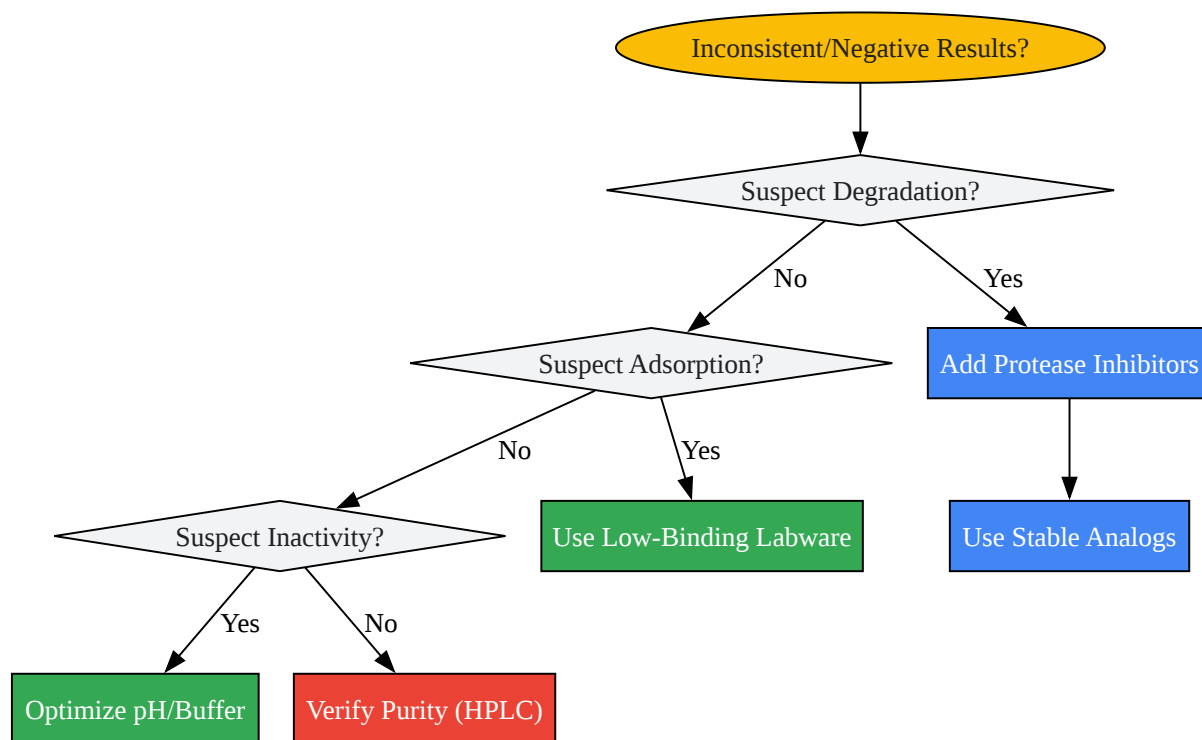 Inconsistent/Negative Results?
Suspect Degradation?
No
Yes
Suspect Adsorption?
Add Protease Inhibitors
No
Yes
Suspect Inactivity?
Use Low-Binding Labware
Use Stable Analogs
Yes
No
Optimize pH/Buffer
Verify Purity (HPLC)